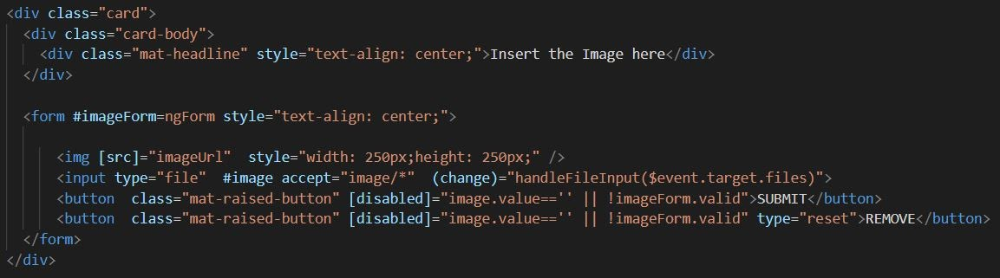 <div class="card">
<div class="card-body">
<div class="mat-headline" style="text-align: center;">Insert the Image here</div>
</div>
<form #imageForm=ngForm style="text-align: center;">
<img [src]="imageUrl"  style="width: 250px;height: 250px;" />
<input type="file"  #image accept="image/*"  (change)="handleFileInput($event.target.files)">
<button  class="mat-raised-button" [disabled]="image.value=='' || !imageForm.valid">SUBMIT</button>
<button  class="mat-raised-button" [disabled]="image.value=='' || !imageForm.valid" type="reset">REMOVE</button>
</form>
</div>